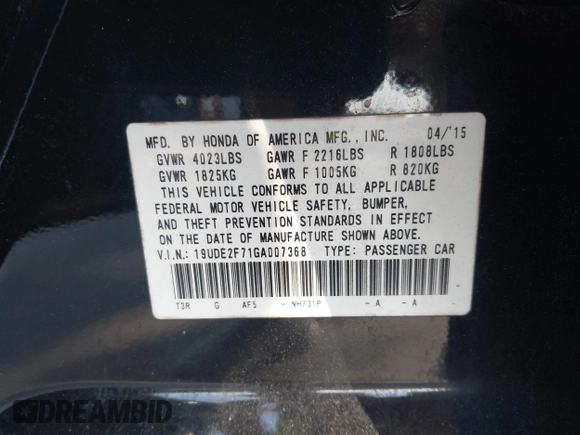 MFD. BY HONDA OF AMERICA MFG., INC. 04/'15
GVWR 4023LBS GAWR F 2216LBS R 1808LBS
GVWR 1825KG GAWR F 1005KG R 820KG
THIS VEHICLE CONFORMS TO ALL APPLICABLE
FEDERAL MOTOR VEHICLE SAFETY, BUMPER,
AND THEFT PREVENTION STANDARDS IN EFFECT
ON THE DATE OF MANUFACTURE SHOWN ABOVE.
V.I.N.: 19UDE2F71GA007368 TYPE: PASSENGER CAR
T3R G AF5 - NH731P - A - A
DREAMBID